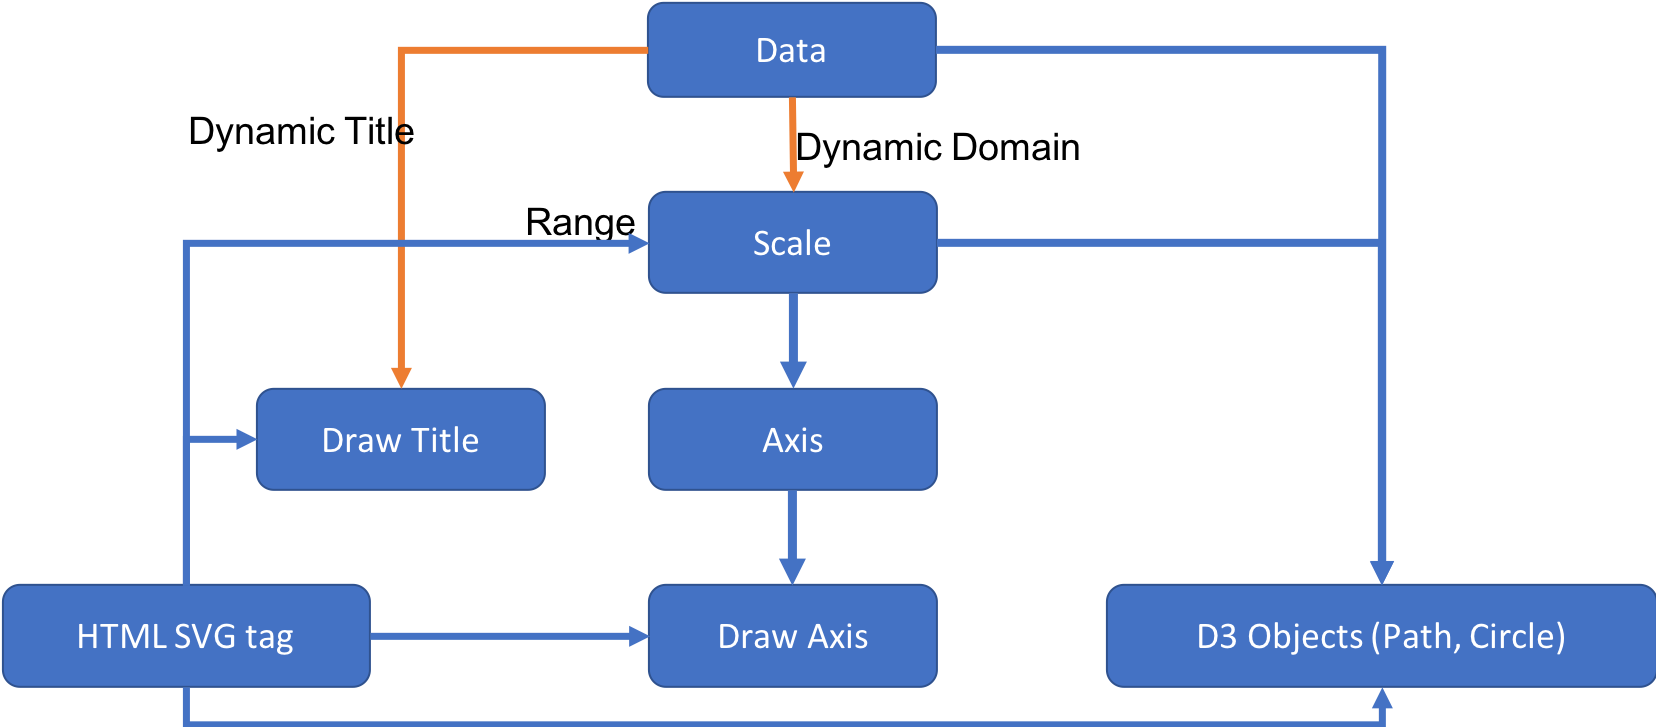 Data
Dynamic Title
Dynamic Domain
Range
Scale
Draw Title
Axis
HTML SVG tag
Draw Axis
D3 Objects (Path, Circle)